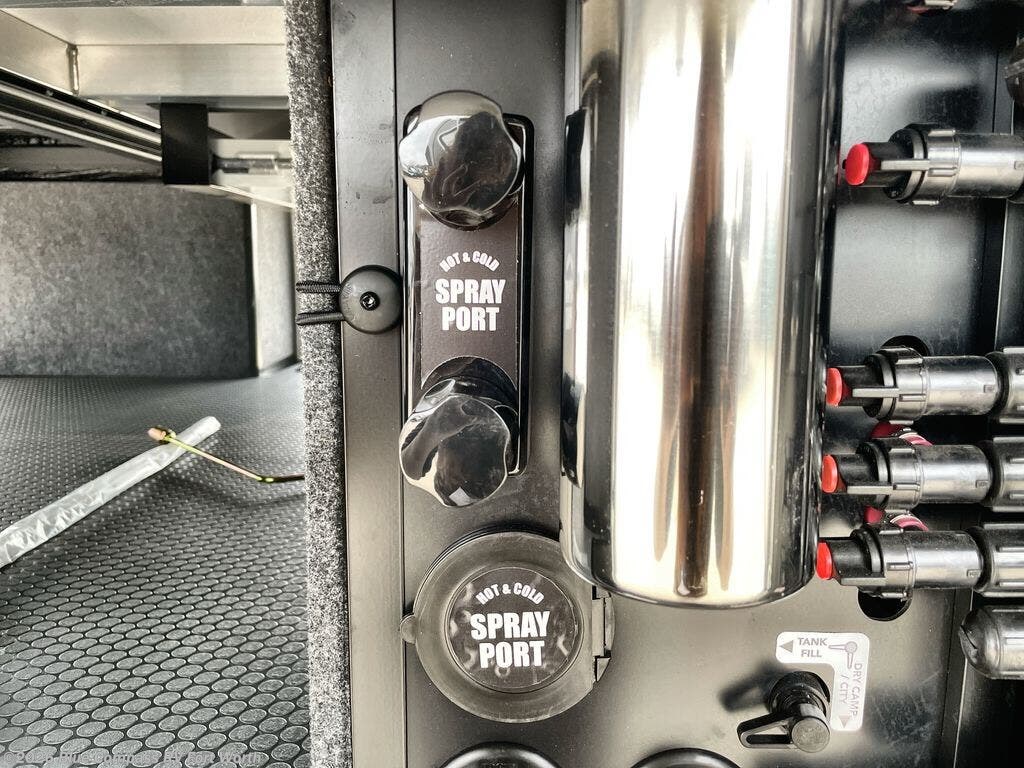 HOT & COLD
SPRAY
PORT
HOT & COLD
SPRAY
PORT
TANK
FILL
DRY CAMP
/ CITY